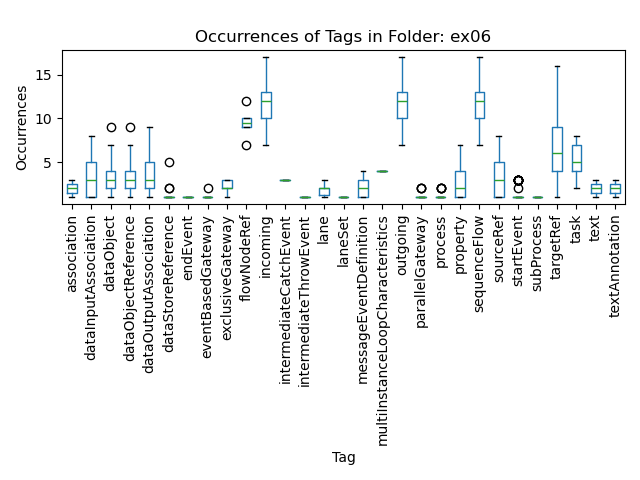 Occurrences of Tags in Folder: ex06
Occurrences
15
10
5
association
dataInputAssociation
dataObject
dataObjectReference
dataOutputAssociation
dataStoreReference
endEvent
eventBasedGateway
exclusiveGateway
flowNodeRef
incoming
intermediateCatchEvent
intermediateThrowEvent
lane
laneSet
messageEventDefinition
multiInstanceLoopCharacteristics
outgoing
parallelGateway
process
property
sequenceFlow
sourceRef
startEvent
subProcess
targetRef
task
text
textAnnotation
Tag